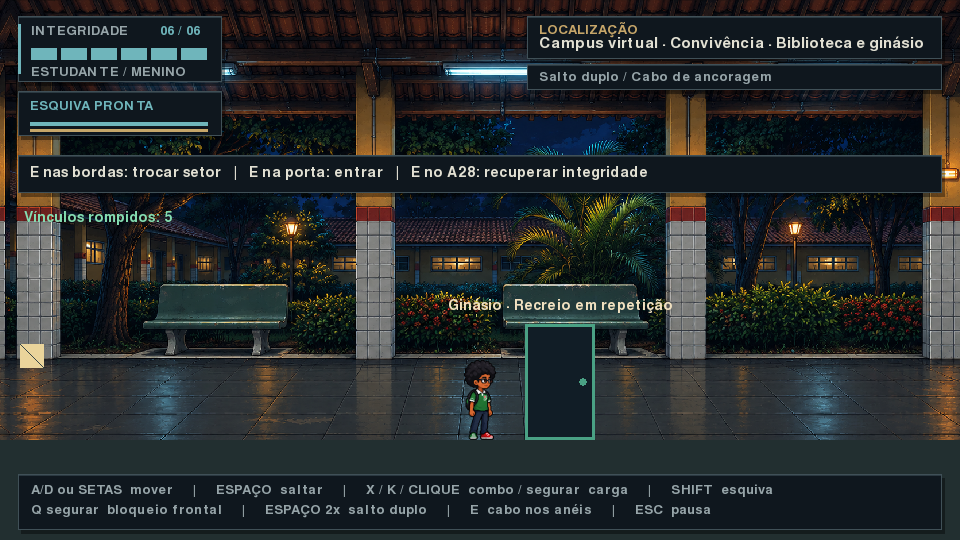 INTEGRIDADE 06 / 06
ESTUDANTE / MENINO
ESQUIVA PRONTA
LOCALIZAÇÃO
Campus virtual · Convivência · Biblioteca e ginásio
Salto duplo / Cabo de ancoragem
E nas bordas: trocar setor | E na porta: entrar | E no A28: recuperar integridade
Vínculos rompidos: 5
Ginásio · Recreio em repetição
A/D ou SETAS mover | ESPAÇO saltar | X / K / CLIQUE combo / segurar carga | SHIFT esquiva
Q segurar bloqueio frontal | ESPAÇO 2x salto duplo | E cabo nos anéis | ESC pausa